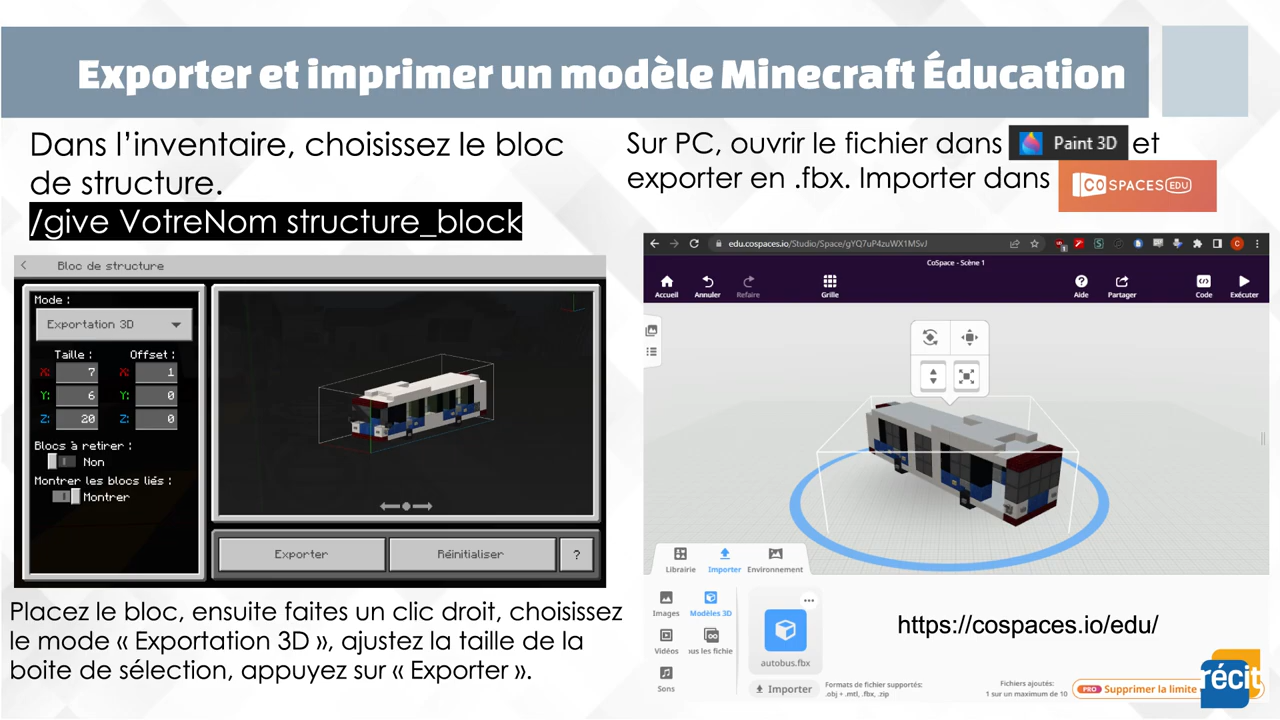 Exporter et imprimer un modèle Minecraft Éducation
Dans l’inventaire, choisissez le bloc
de structure.
/give VotreNom structure_block
Bloc de structure
Mode :
Exportation 3D
Taille : Offset :
X: 7 X: 1
Y: 6 Y: 0
Z: 20 Z: 0
Blocs à retirer :
Non
Montrer les blocs liés :
Montrer
Exporter
Réinitialiser
?
Placez le bloc, ensuite faites un clic droit, choisissez
le mode « Exportation 3D », ajustez la taille de la
boite de sélection, appuyez sur « Exporter ».
Sur PC, ouvrir le fichier dans Paint 3D et
exporter en .fbx. Importer dans COSPACES EDU
edu.cospaces.io/Studio/Space/gYQ7uP4zuWX1MSvJ
CoSpace - Scène 1
Accueil Annuler Refaire Grille Aide Partager Code Exécuter
Librairie Importer Environnement
Images Modèles 3D
Vidéos ous les fichie
Sons
autobus.fbx
Importer
Formats de fichier supportés:
.obj + .mtl, .fbx, .zip
Fichiers ajoutés:
1 sur un maximum de 10
PRO Supprimer la limite
https://cospaces.io/edu/
récit